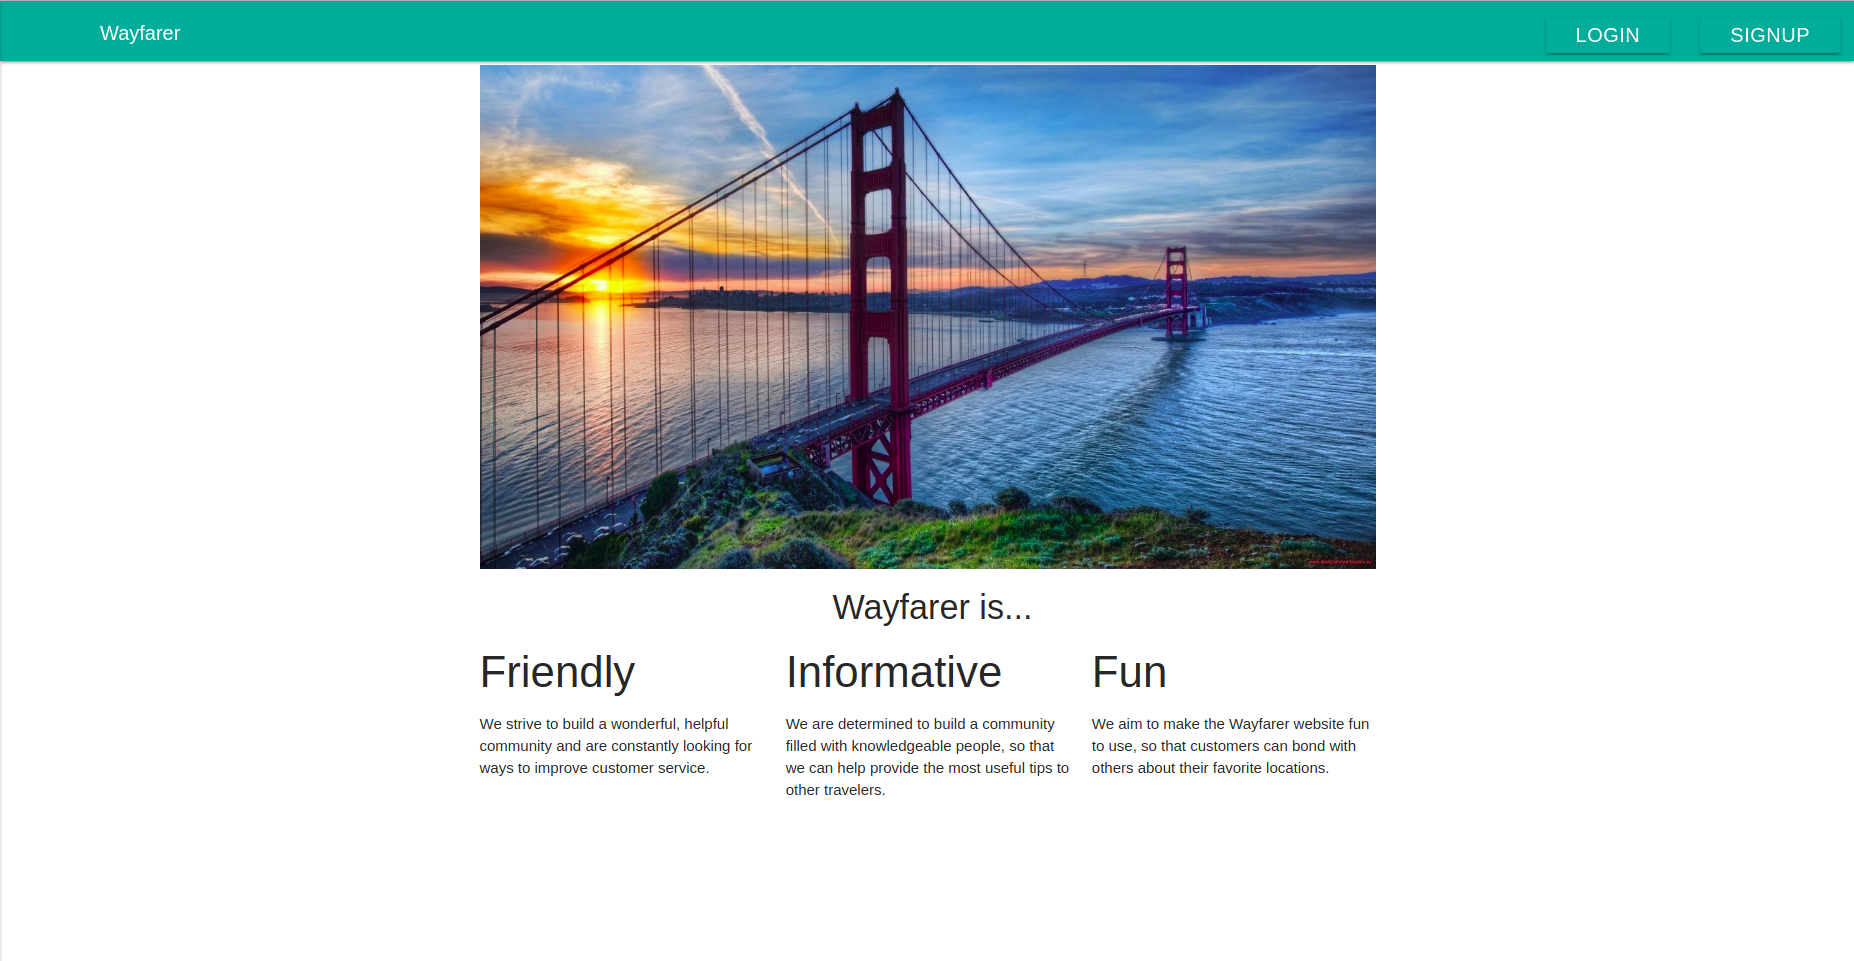 Wayfarer
LOGIN
SIGNUP
Wayfarer is...
Friendly
We strive to build a wonderful, helpful
community and are constantly looking for
ways to improve customer service.
Informative
We are determined to build a community
filled with knowledgeable people, so that
we can help provide the most useful tips to
other travelers.
Fun
We aim to make the Wayfarer website fun
to use, so that customers can bond with
others about their favorite locations.